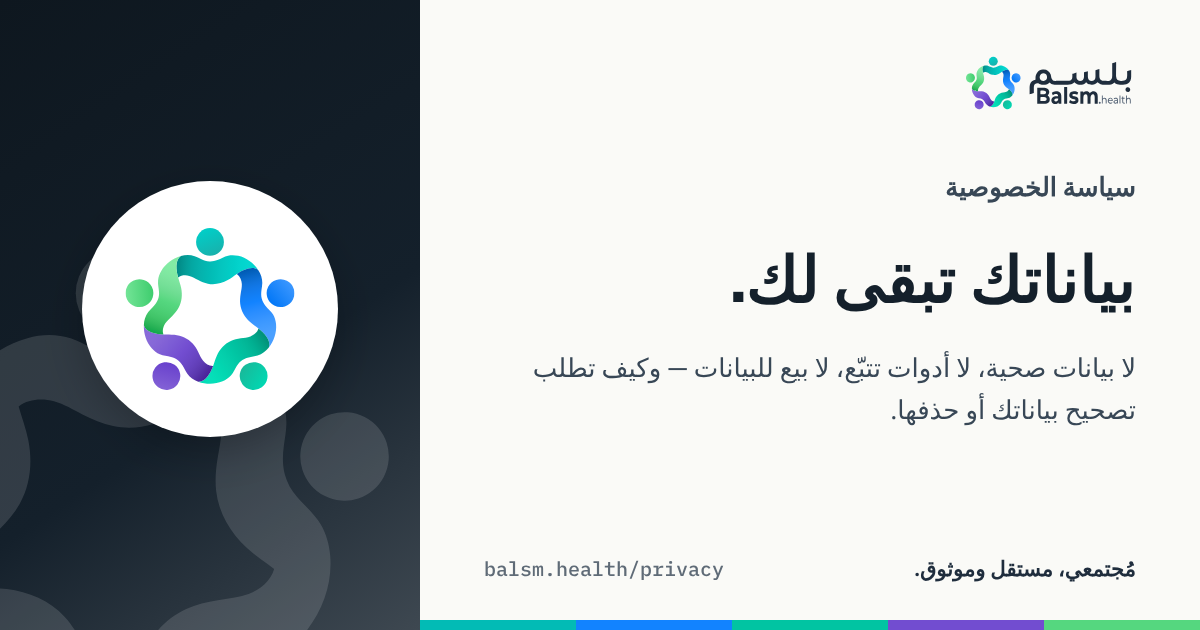 بلسم
Balsm.health
سياسة الخصوصية
بياناتك تبقى لك.
لا بيانات صحية، لا أدوات تتبّع، لا بيع للبيانات — وكيف تطلب
تصحيح بياناتك أو حذفها.
مُجتمعي، مستقل وموثوق.
balsm.health/privacy